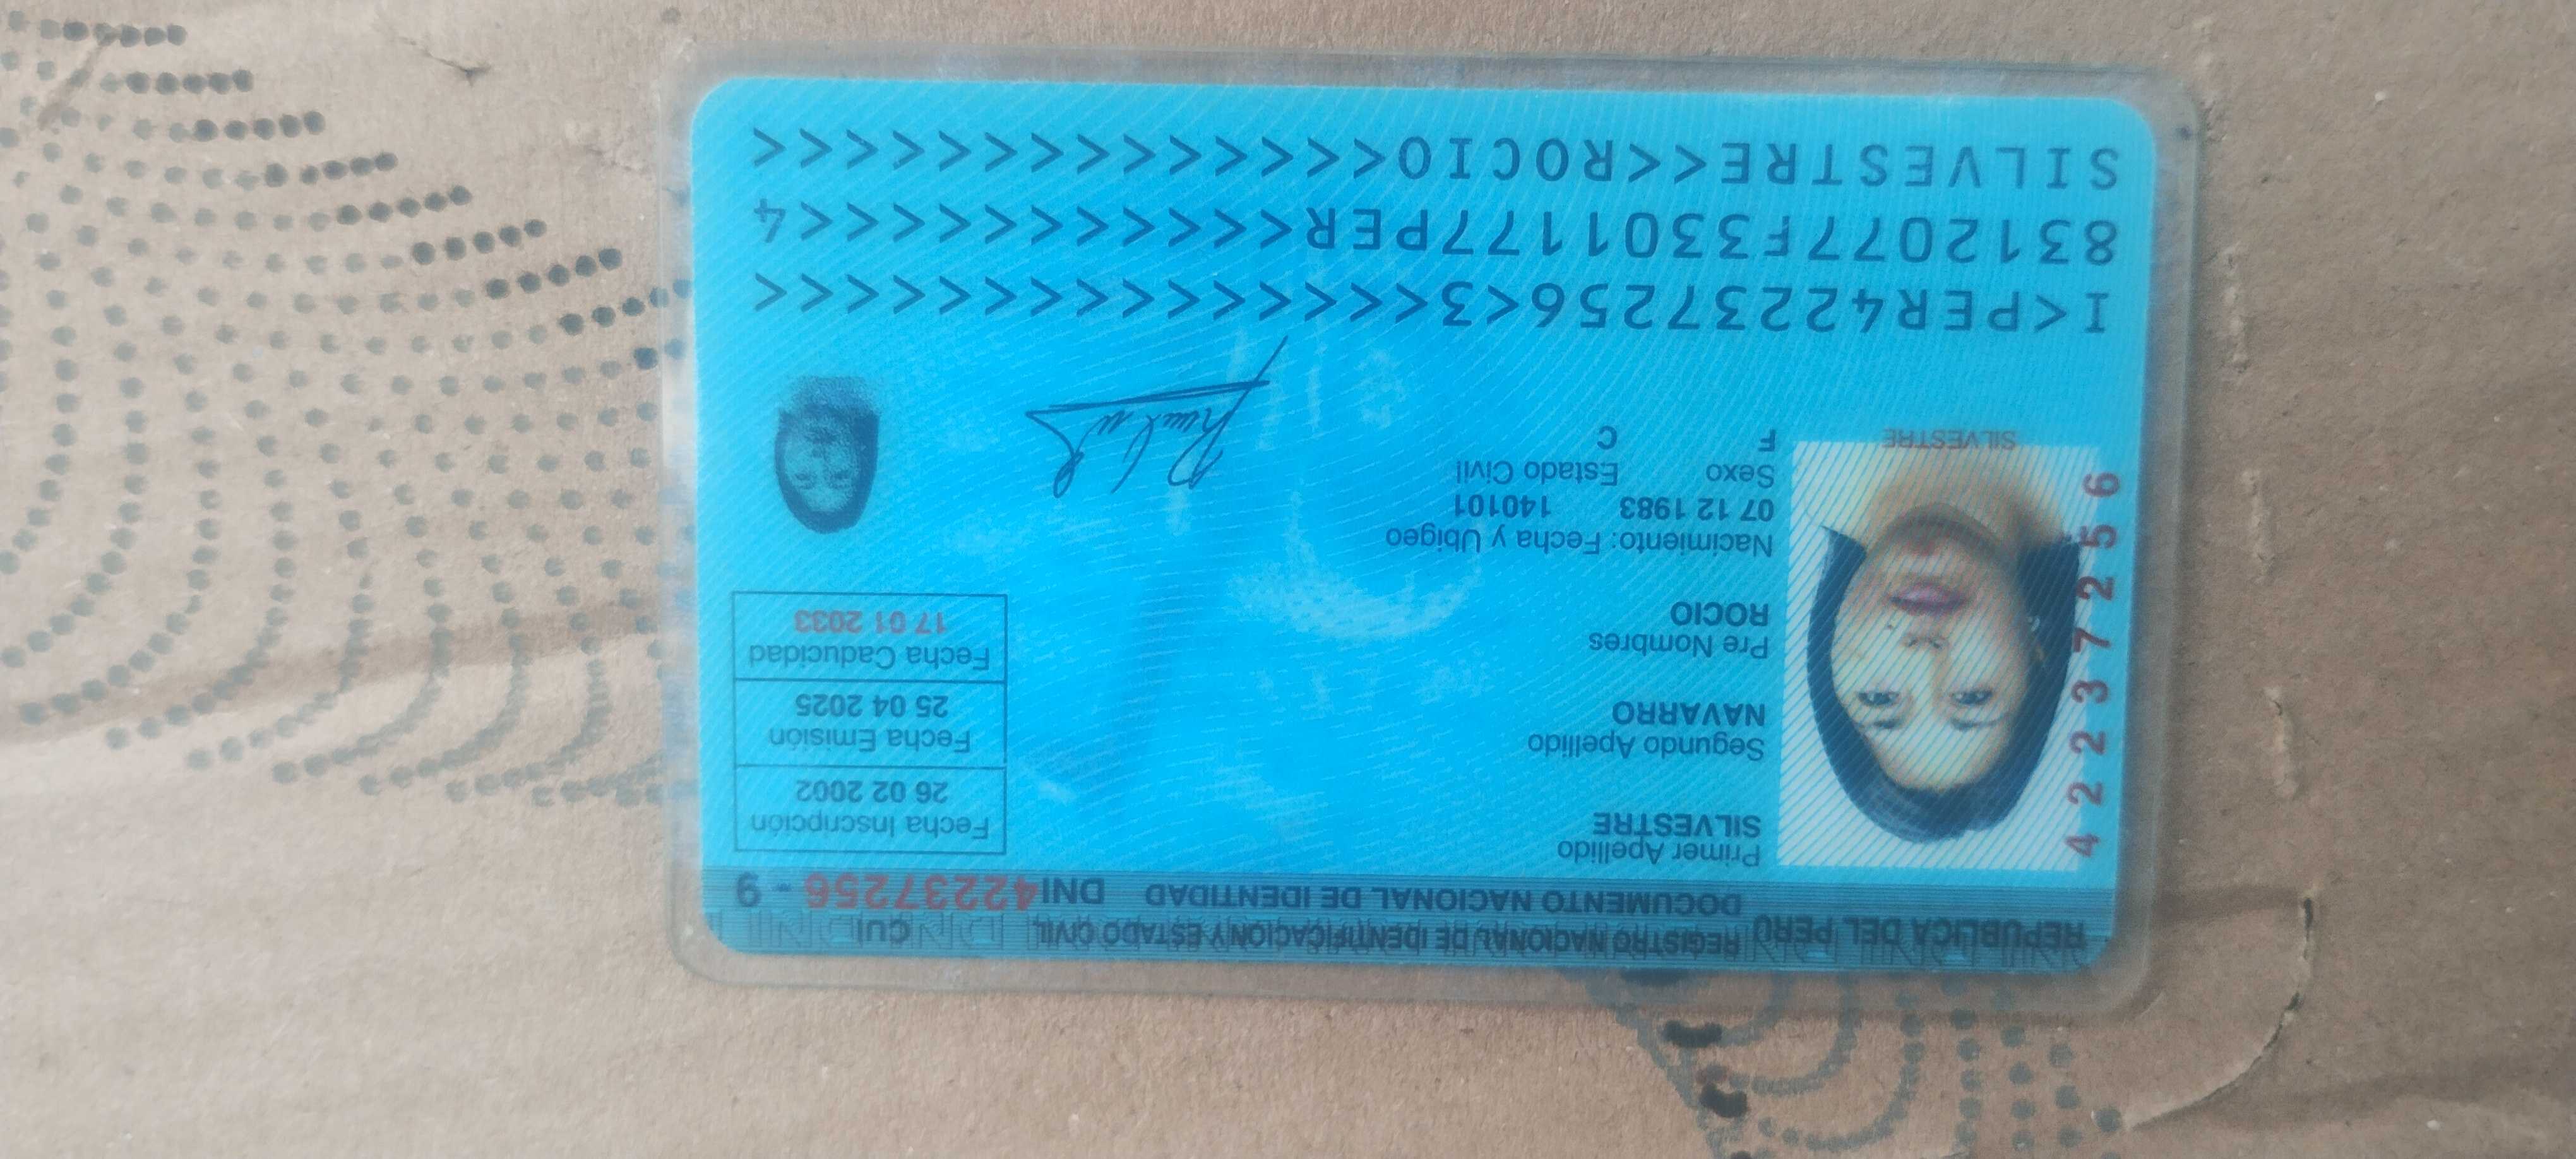 REPUBLICA DEL PERU REGISTRO NACIONAL DE IDENTIFICACIÓN Y ESTADO CIVIL CUI
DOCUMENTO NACIONAL DE IDENTIDAD DNI 42237256 - 9
Primer Apellido
SILVESTRE
Segundo Apellido
NAVARRO
Pre Nombres
ROCIO
Nacimiento: Fecha y Ubigeo
07 12 1983 140101
Sexo Estado Civil
F C
Fecha Inscripción
26 02 2002
Fecha Emisión
25 04 2025
Fecha Caducidad
17 01 2033
42237256
SILVESTRE
I<PER42237256<3<<<<<<<<<<<<<<<
8312077F3301177PER<<<<<<<<<<<4
SILVESTRE<<ROCIO<<<<<<<<<<<<<<